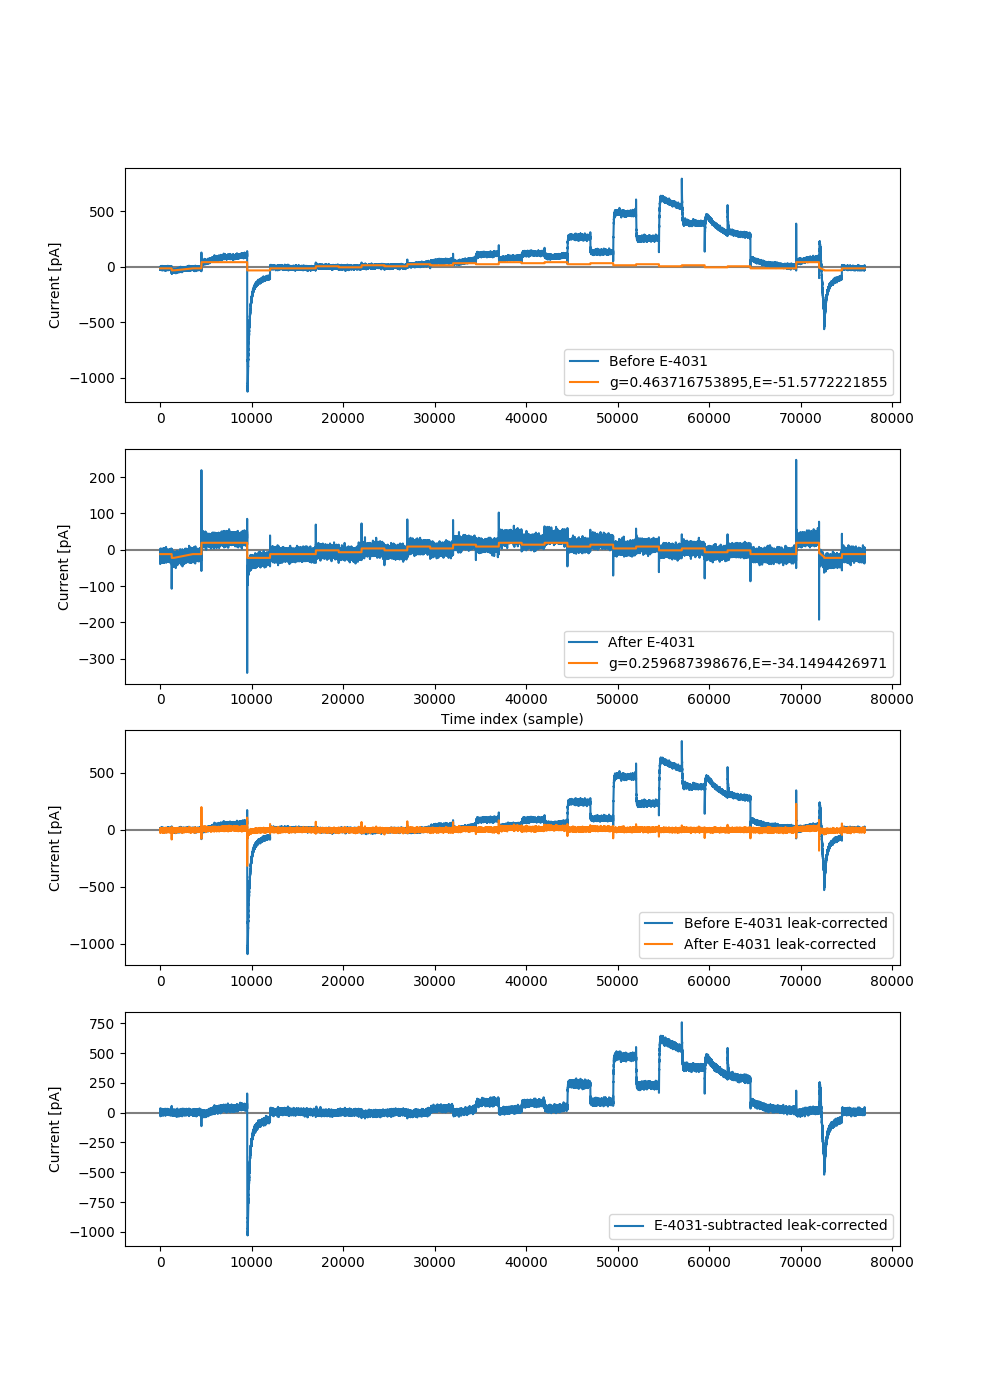 500
0
−500
−1000
Current [pA]
Before E-4031
g=0.463716753895,E=-51.5772221855
0 10000 20000 30000 40000 50000 60000 70000 80000
200
100
0
−100
−200
−300
Current [pA]
After E-4031
g=0.259687398676,E=-34.1494426971
0 10000 20000 30000 40000 50000 60000 70000 80000
Time index (sample)
500
0
−500
−1000
Current [pA]
Before E-4031 leak-corrected
After E-4031 leak-corrected
0 10000 20000 30000 40000 50000 60000 70000 80000
750
500
250
0
−250
−500
−750
−1000
Current [pA]
E-4031-subtracted leak-corrected
0 10000 20000 30000 40000 50000 60000 70000 80000